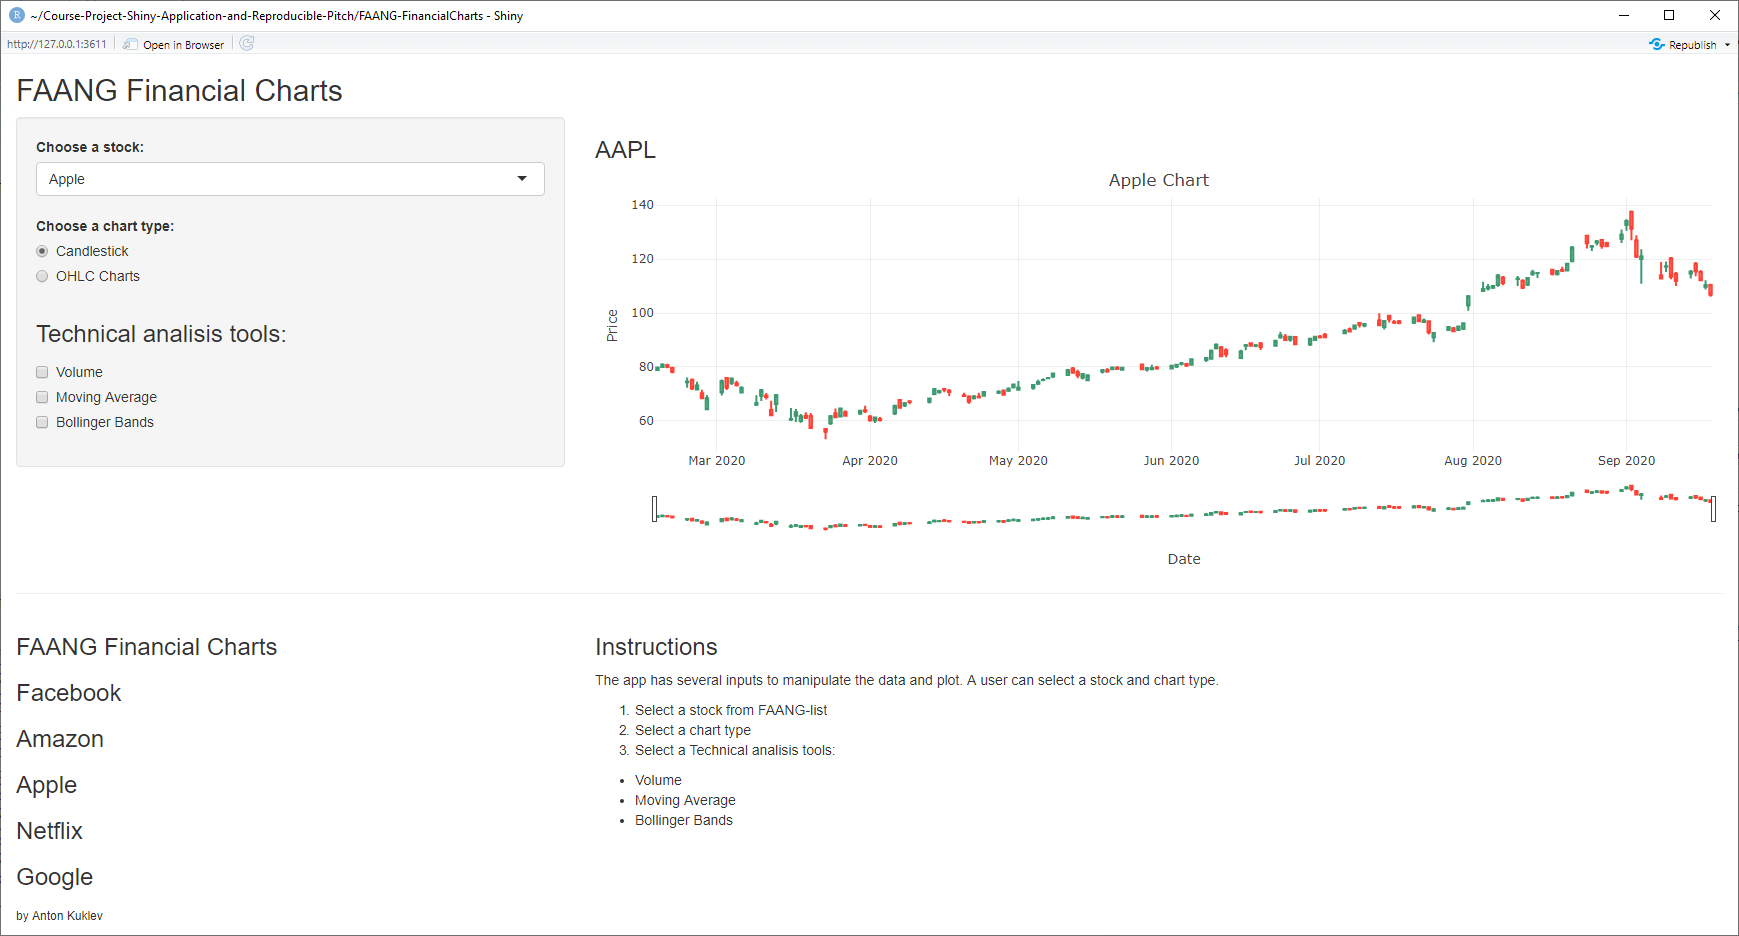 ~/Course-Project-Shiny-Application-and-Reproducible-Pitch/FAANG-FinancialCharts - Shiny
http://127.0.0.1:3611 Open in Browser Republish
FAANG Financial Charts
Choose a stock:
Apple
Choose a chart type:
Candlestick
OHLC Charts
Technical analisis tools:
Volume
Moving Average
Bollinger Bands
AAPL
Apple Chart
140
120
100
80
60
Price
Mar 2020 Apr 2020 May 2020 Jun 2020 Jul 2020 Aug 2020 Sep 2020
Date
FAANG Financial Charts
Facebook
Amazon
Apple
Netflix
Google
by Anton Kuklev
Instructions
The app has several inputs to manipulate the data and plot. A user can select a stock and chart type.
1. Select a stock from FAANG-list
2. Select a chart type
3. Select a Technical analisis tools:
• Volume
• Moving Average
• Bollinger Bands